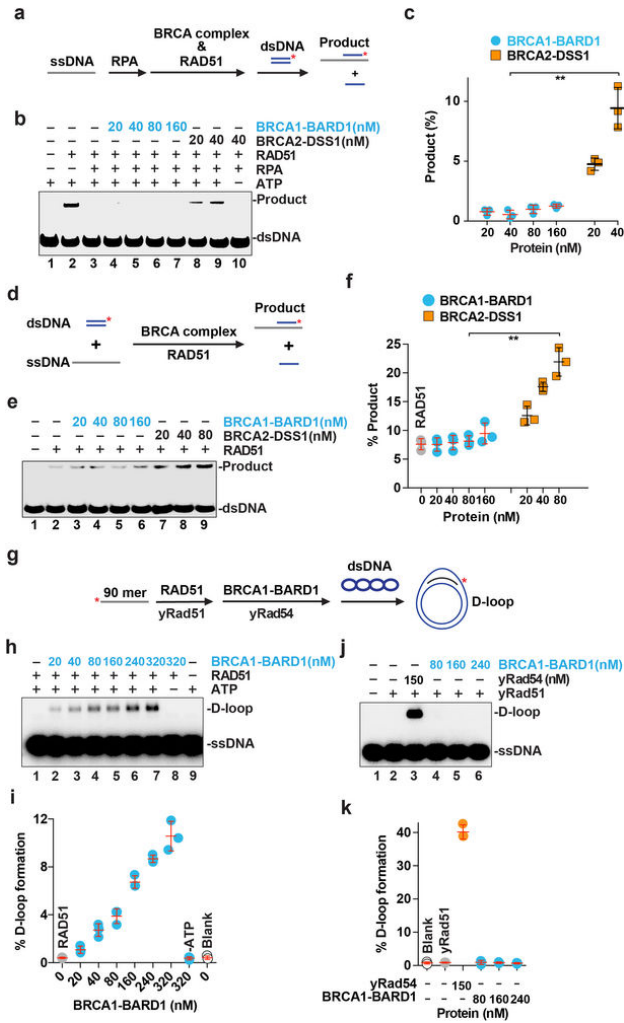 a
BRCA complex
&
RAD51
ssDNA
RPA
dsDNA
Product
*
*
+
b
– – – 20 40 80 160 – – – BRCA1-BARD1(nM)
– – – – – – – 20 40 40 BRCA2-DSS1(nM)
– + + + + + + + + + RAD51
– – + + + + + + + + RPA
+ + + + + + + + + – ATP
-Product
-dsDNA
1 2 3 4 5 6 7 8 9 10
c
BRCA1-BARD1
BRCA2-DSS1
**
Product (%)
10
5
0
20 40 80 160 20 40
Protein (nM)
d
dsDNA
*
+
ssDNA
BRCA complex
RAD51
Product
*
+
e
– – 20 40 80 160 – – – BRCA1-BARD1(nM)
– – – – – – 20 40 80 BRCA2-DSS1(nM)
– + + + + + + + + RAD51
-Product
-dsDNA
1 2 3 4 5 6 7 8 9
f
BRCA1-BARD1
BRCA2-DSS1
**
% Product
25
20
15
10
5
0
RAD51
0 20 40 80 160 20 40 80
Protein (nM)
g
* 90 mer
RAD51
yRad51
BRCA1-BARD1
yRad54
dsDNA
*
D-loop
h
– 20 40 80 160 240 320 320 – BRCA1-BARD1(nM)
+ + + + + + + + – RAD51
+ + + + + + + – + ATP
-D-loop
-ssDNA
1 2 3 4 5 6 7 8 9
i
% D-loop formation
12
8
4
0
RAD51
-ATP
Blank
0 20 40 80 160 240 320 320 0
BRCA1-BARD1 (nM)
j
– – – 80 160 240 BRCA1-BARD1(nM)
– – 150 – – – yRad54(nM)
– + + + + + yRad51
-D-loop
-ssDNA
1 2 3 4 5 6
k
% D-loop formation
40
30
20
10
0
Blank
yRad51
yRad54 – – 150 – – –
BRCA1-BARD1 – – – 80 160 240
Protein (nM)